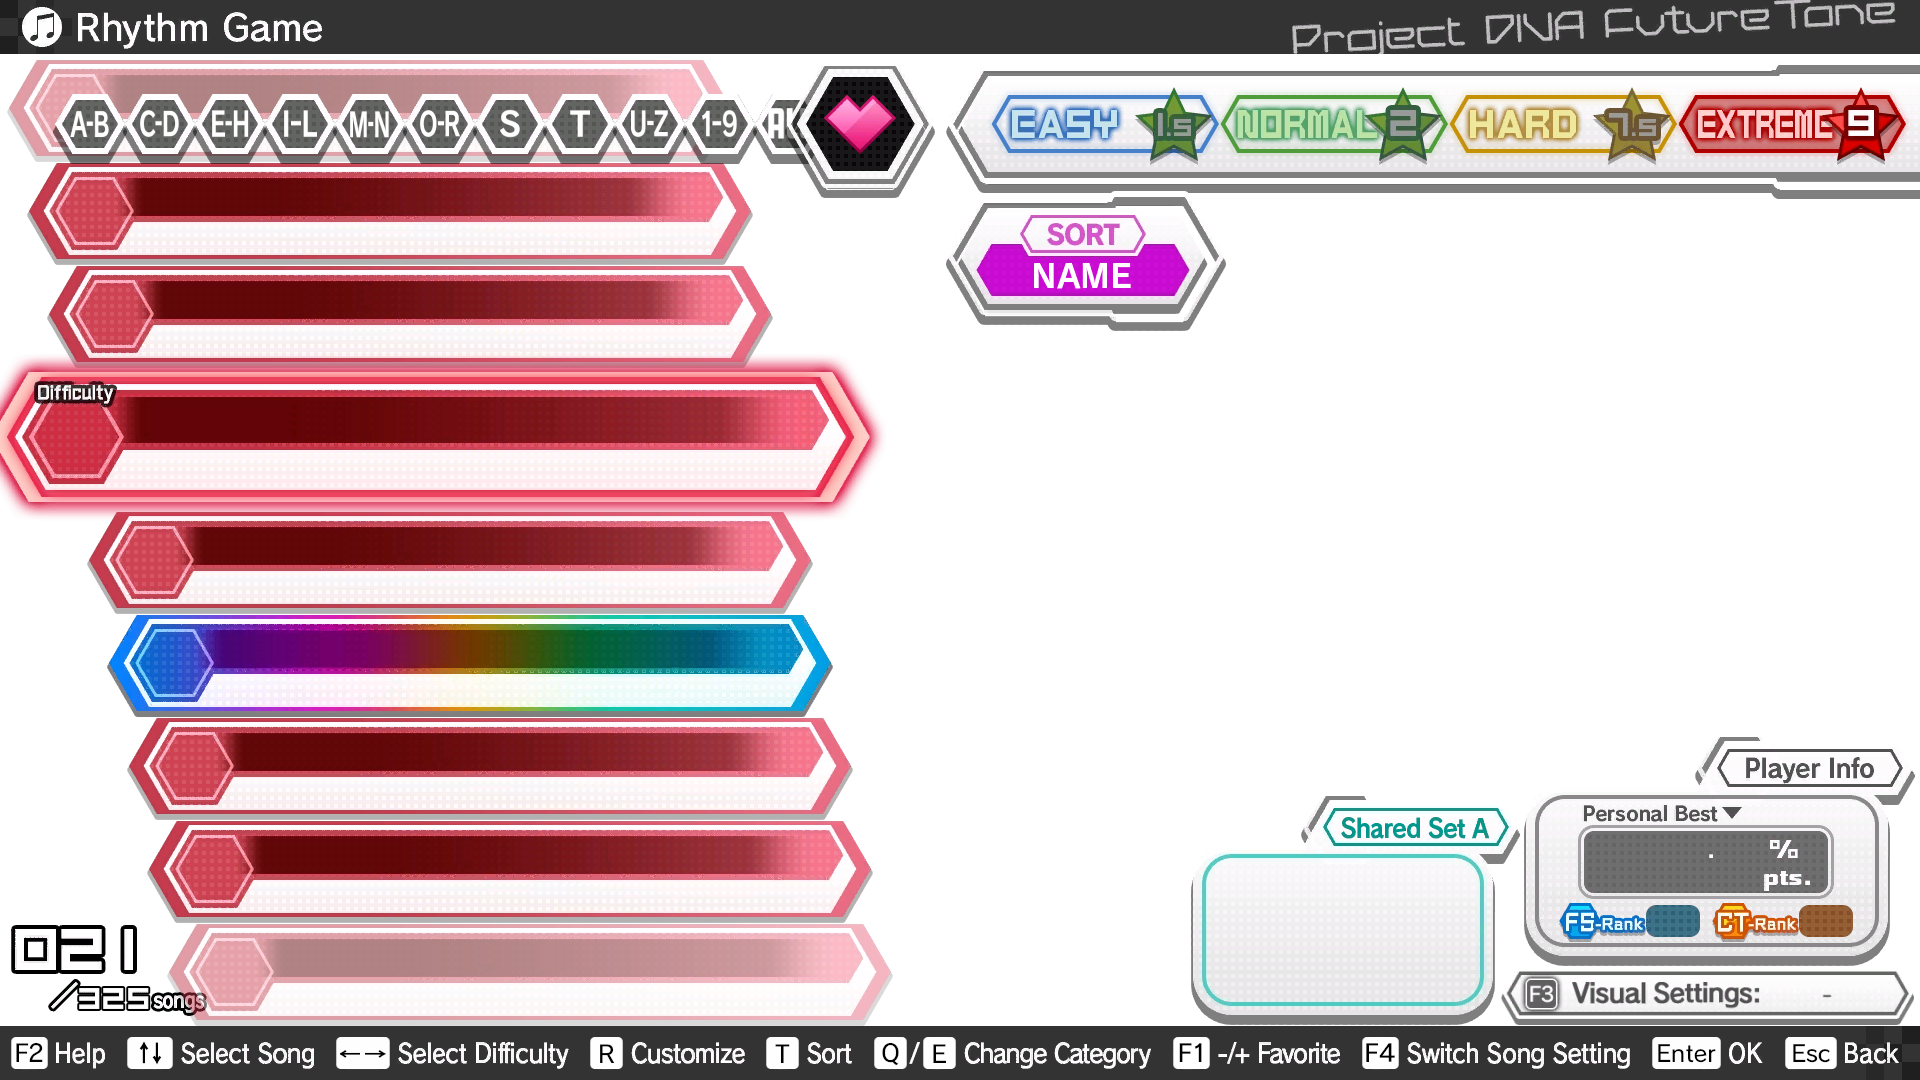 Rhythm Game
Project DIVA FutureTone
A-B C-D E-H I-L M-N O-R S T U-Z 1-9
EASY 1.5 NORMAL 2 HARD 7.5 EXTREME 9
SORT
NAME
Difficulty
Player Info
Shared Set A
Personal Best
. %
pts.
FS-Rank CT-Rank
021
/325songs
F3 Visual Settings: -
F2 Help ↑↓ Select Song ←→ Select Difficulty R Customize T Sort Q/E Change Category F1 -/+ Favorite F4 Switch Song Setting Enter OK Esc Back